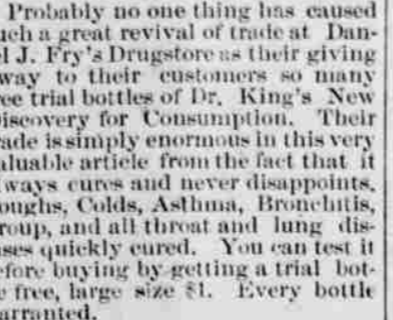 Probably no one thing has caused
uch a great revival of trade at Dan-
el J. Fry's Drugstore as their giving
way to their customers so many
ree trial bottles of Dr. King's New
iscovery for Consumption. Their
ade is simply enormous in this very
aluable article from the fact that it
lways cures and never disappoints.
oughs, Colds, Asthma, Bronchitis,
roup, and all throat and lung dis-
ases quickly cured. You can test it
efore buying by getting a trial bot-
e free, large size $1. Every bottle
arranted.